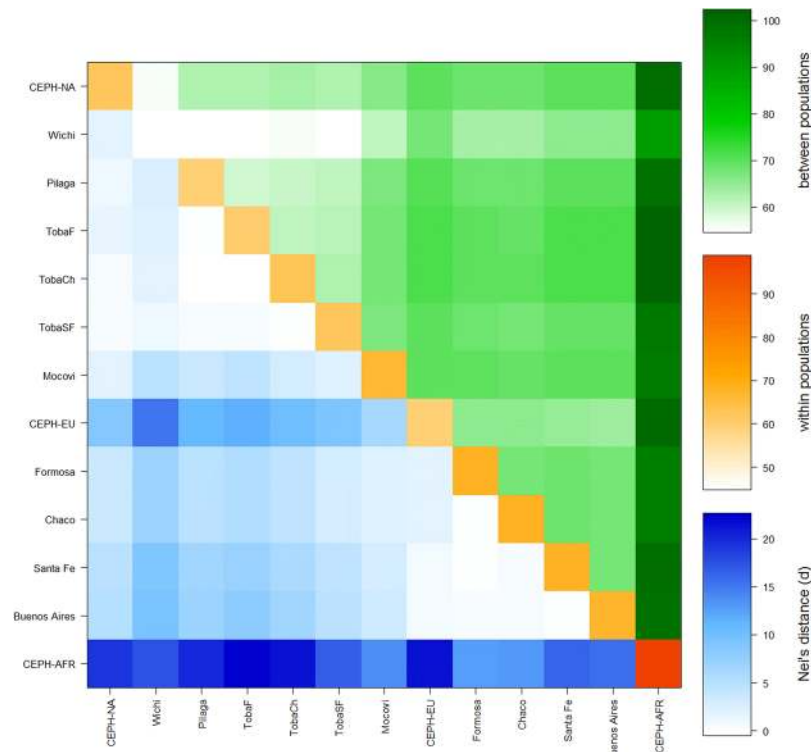 CEPH-NA
Wichi
Pilaga
TobaF
TobaCh
TobaSF
Mocovi
CEPH-EU
Formosa
Chaco
Santa Fe
Buenos Aires
CEPH-AFR
CEPH-NA
Wichi
Pilaga
TobaF
TobaCh
TobaSF
Mocovi
CEPH-EU
Formosa
Chaco
Santa Fe
uenos Aires
CEPH-AFR
100
90
80
70
60
between populations
90
80
70
60
50
within populations
20
15
10
5
0
Nei's distance (d)